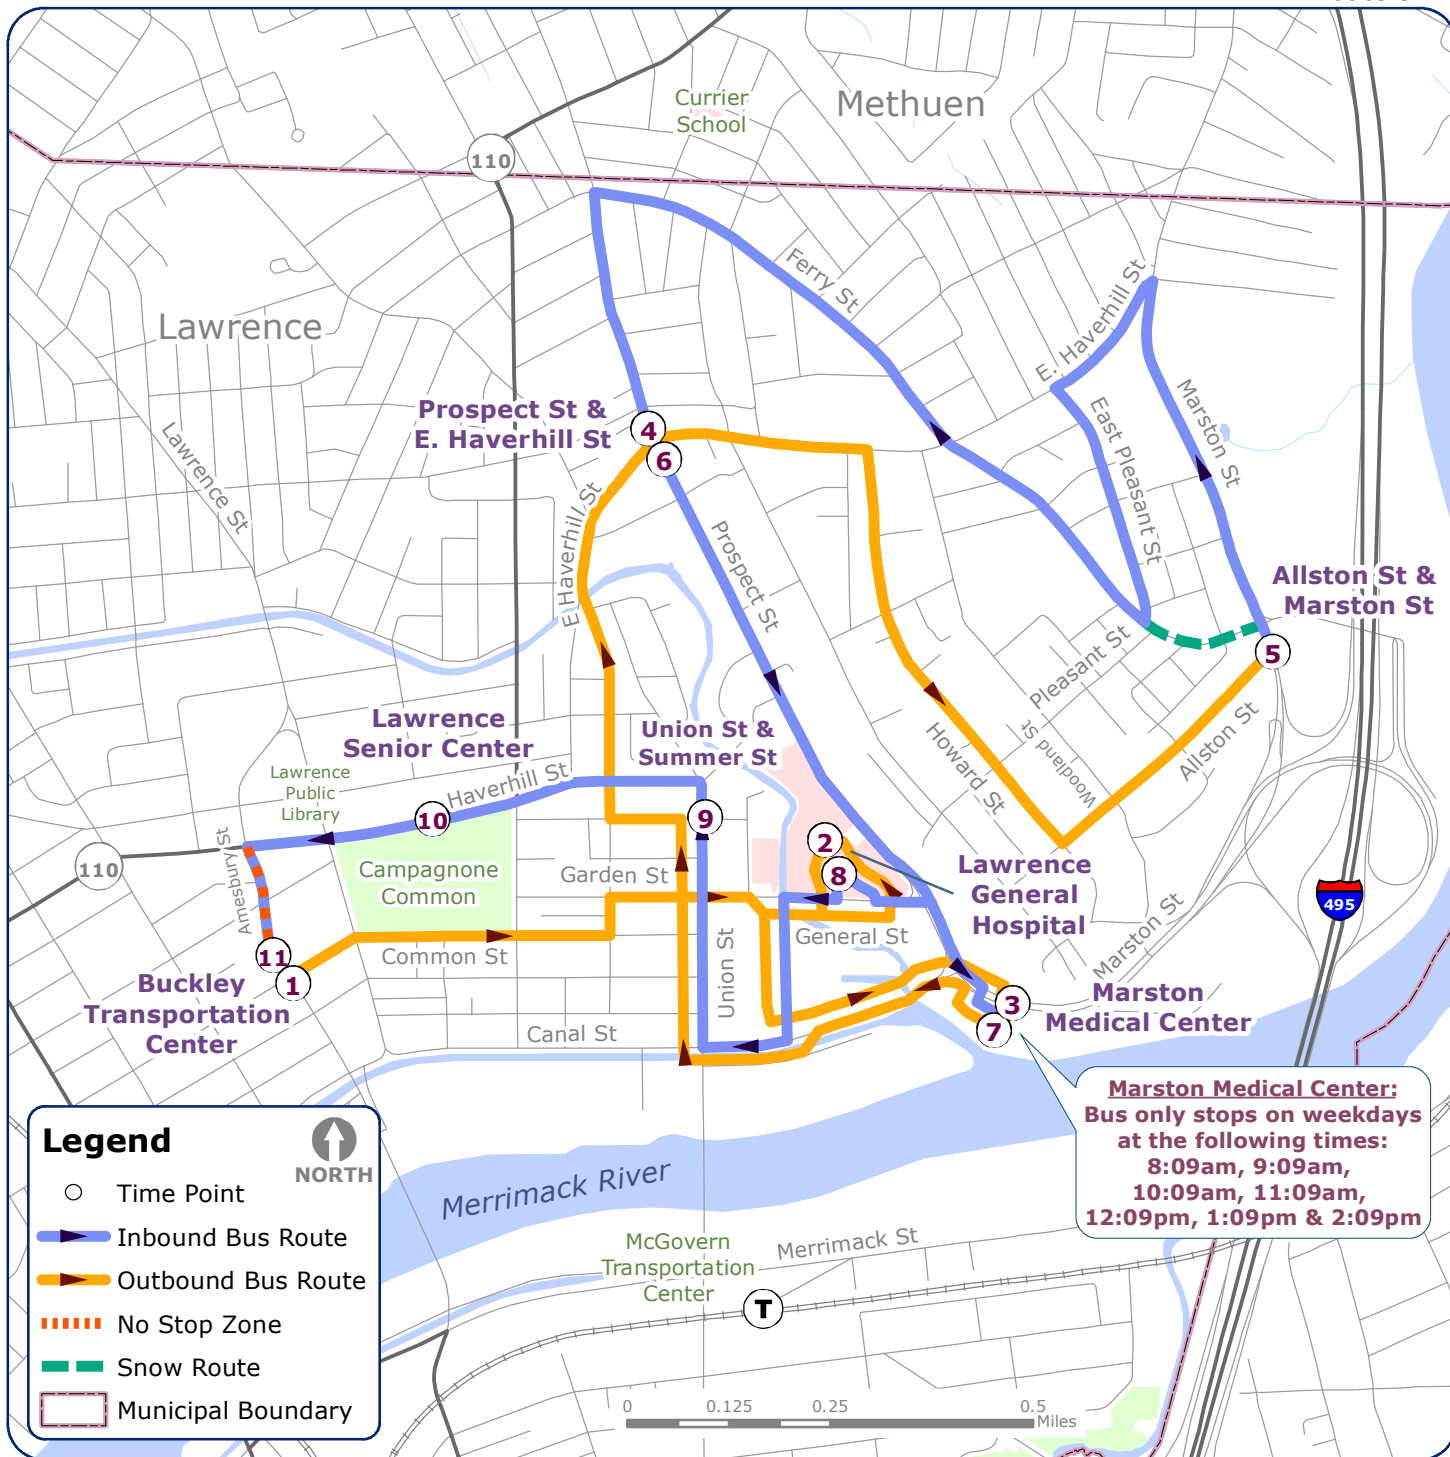 Currier
School
Methuen
110
Ferry St
E. Haverhill St
Lawrence
Prospect St &
E. Haverhill St
4
6
East Pleasant St
Marston St
Lawrence St
E Haverhill St
Prospect St
Allston St &
Marston St
5
Pleasant St
Woodland St
Howard St
Allston St
Lawrence
Senior Center
Union St &
Summer St
Lawrence
Public
Library
Haverhill St
10
9
2
8
110
Amesbury St
Campagnone
Common
Garden St
Lawrence
General
Hospital
495
General St
Marston St
Common St
Union St
11
1
Buckley
Transportation
Center
Canal St
3
7
Marston
Medical Center
Marston Medical Center:
Bus only stops on weekdays
at the following times:
8:09am, 9:09am,
10:09am, 11:09am,
12:09pm, 1:09pm & 2:09pm
Merrimack River
McGovern
Transportation
Center
Merrimack St
T
Legend
NORTH
Time Point
Inbound Bus Route
Outbound Bus Route
No Stop Zone
Snow Route
Municipal Boundary
0 0.125 0.25 0.5
Miles